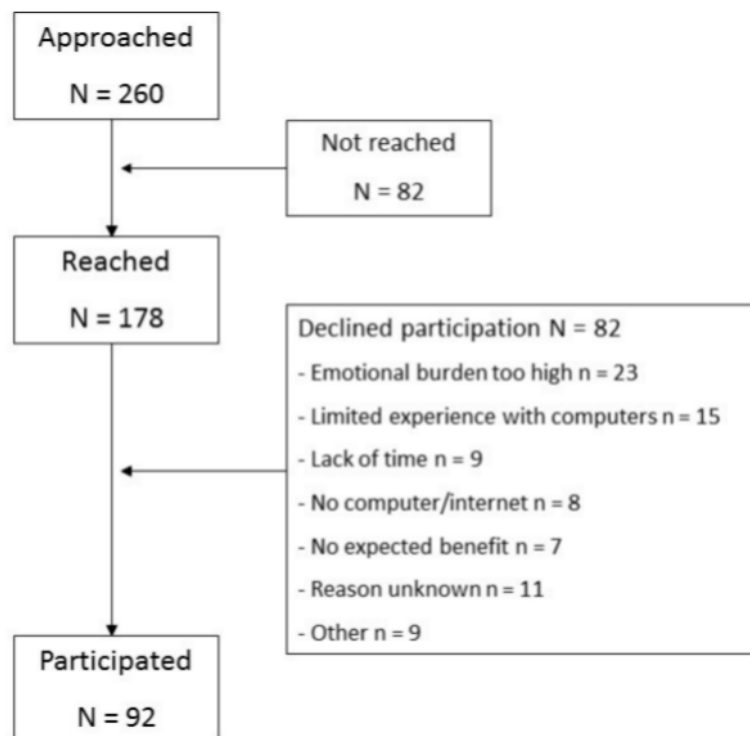 Approached
N = 260
Not reached
N = 82
Reached
N = 178
Declined participation N = 82
- Emotional burden too high n = 23
- Limited experience with computers n = 15
- Lack of time n = 9
- No computer/internet n = 8
- No expected benefit n = 7
- Reason unknown n = 11
- Other n = 9
Participated
N = 92